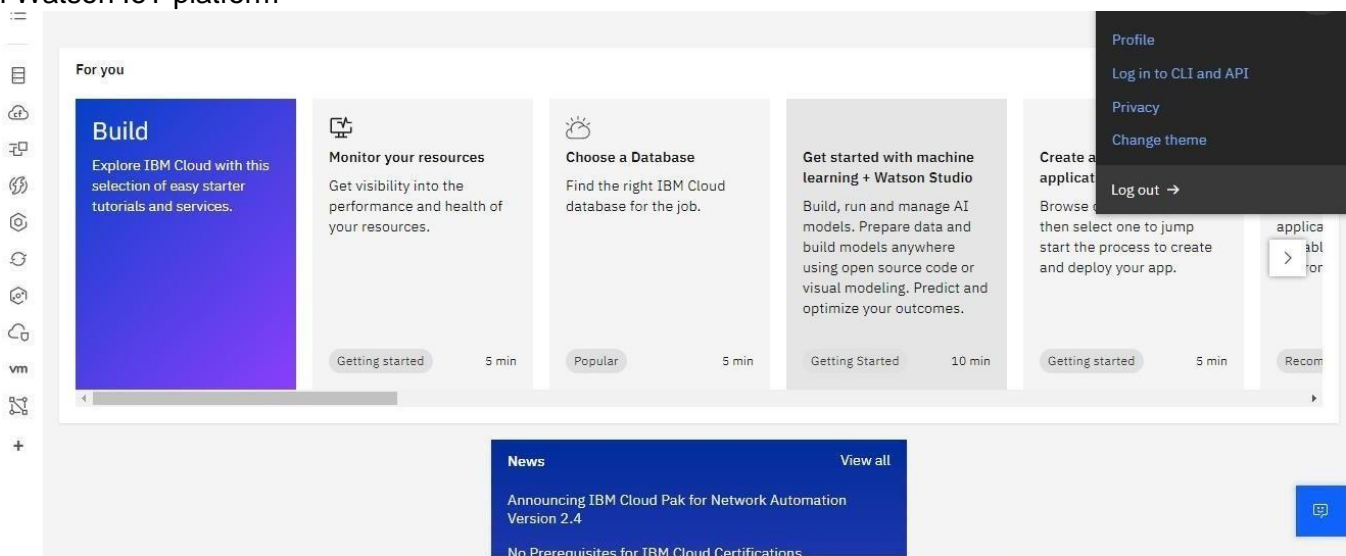 Watson IoT platform
Profile
Log in to CLI and API
Privacy
Change theme
Log out →
For you
Build
Explore IBM Cloud with this
selection of easy starter
tutorials and services.
Monitor your resources
Get visibility into the
performance and health of
your resources.
Getting started 5 min
Choose a Database
Find the right IBM Cloud
database for the job.
Popular 5 min
Get started with machine
learning + Watson Studio
Build, run and manage AI
models. Prepare data and
build models anywhere
using open source code or
visual modeling. Predict and
optimize your outcomes.
Getting Started 10 min
Create a
applicat
Browse
then select one to jump
start the process to create
and deploy your app.
Getting started 5 min
applica
abl
ror
Recom
cf
vm
News View all
Announcing IBM Cloud Pak for Network Automation
Version 2.4
No Prerequisites for IBM Cloud Certifications